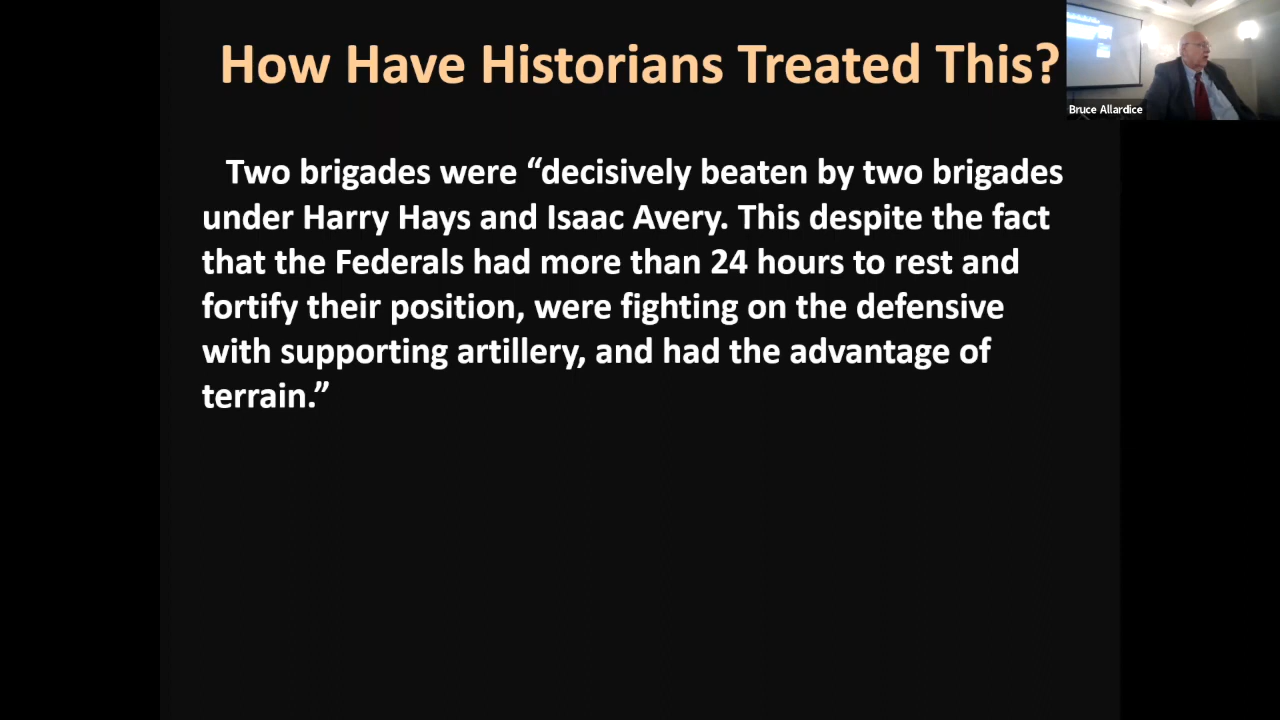 How Have Historians Treated This?
Bruce Allardice
Two brigades were “decisively beaten by two brigades
under Harry Hays and Isaac Avery. This despite the fact
that the Federals had more than 24 hours to rest and
fortify their position, were fighting on the defensive
with supporting artillery, and had the advantage of
terrain.”